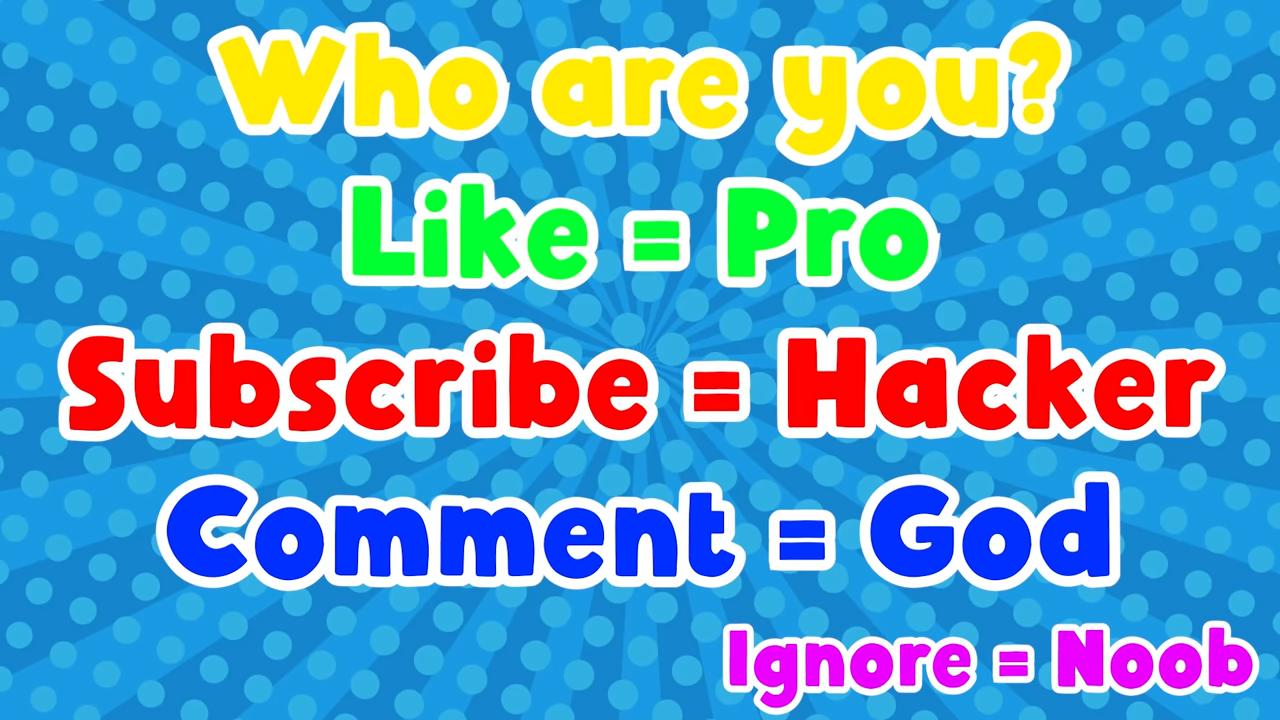 Who are you?
Like = Pro
Subscribe = Hacker
Comment = God
Ignore = Noob